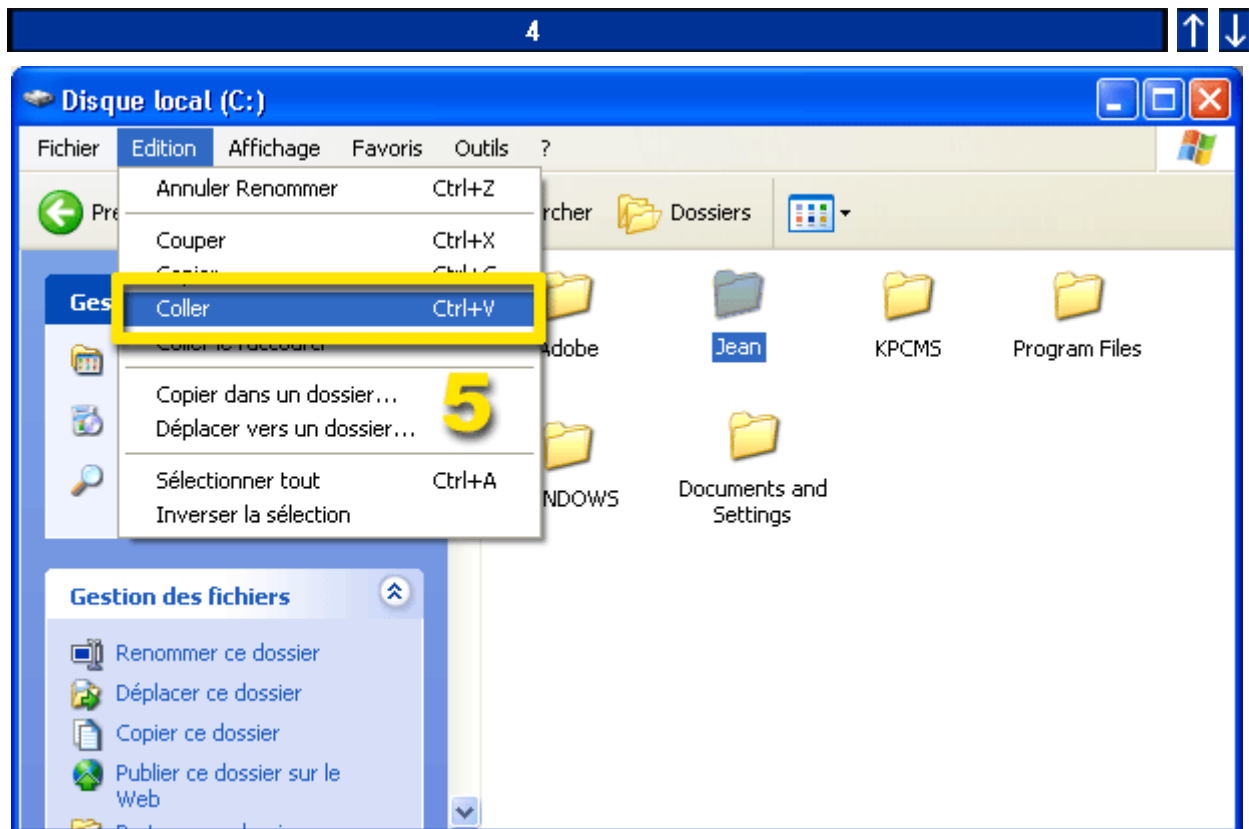 4
Disque local (C:)
Fichier Edition Affichage Favoris Outils ?
Annuler Renommer Ctrl+Z
Dossiers
Couper Ctrl+X
Coller Ctrl+V
Copier dans un dossier...
Déplacer vers un dossier...
5
Sélectionner tout Ctrl+A
Inverser la sélection
Adobe
Jean
KPCMS
Program Files
Documents and
Settings
Gestion des fichiers
Renommer ce dossier
Déplacer ce dossier
Copier ce dossier
Publier ce dossier sur le
Web